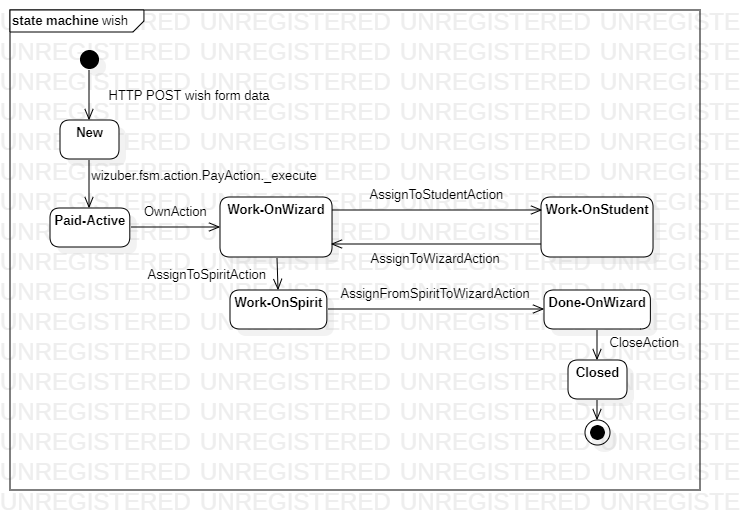 state machine wish
HTTP POST wish form data
New
wizuber.fsm.action.PayAction._execute
Paid-Active
OwnAction
Work-OnWizard
AssignToStudentAction
Work-OnStudent
AssignToWizardAction
AssignToSpiritAction
Work-OnSpirit
AssignFromSpiritToWizardAction
Done-OnWizard
CloseAction
Closed
UNREGISTERED UNREGISTERED UNREGISTERED UNREGISTE